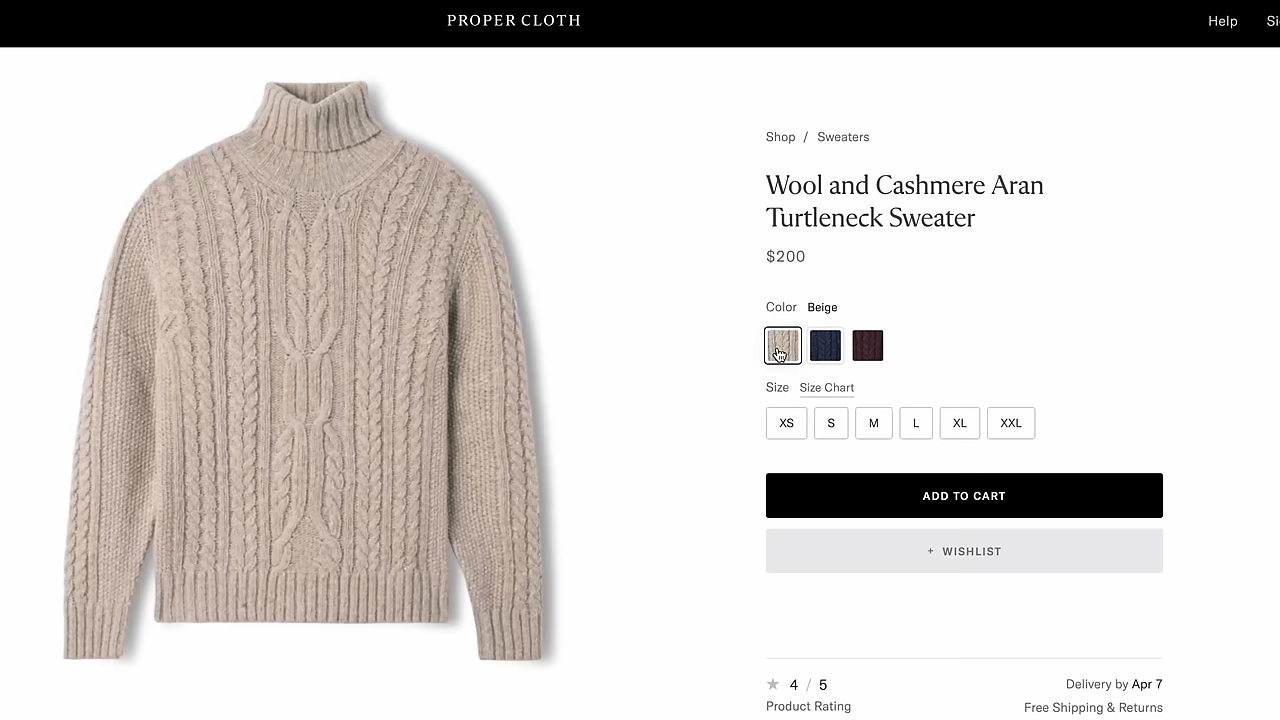 PROPER CLOTH
Help
Si
Shop / Sweaters
Wool and Cashmere Aran
Turtleneck Sweater
$200
Color Beige
Size Size Chart
XS S M L XL XXL
ADD TO CART
+ WISHLIST
★ 4 / 5
Product Rating
Delivery by Apr 7
Free Shipping & Returns